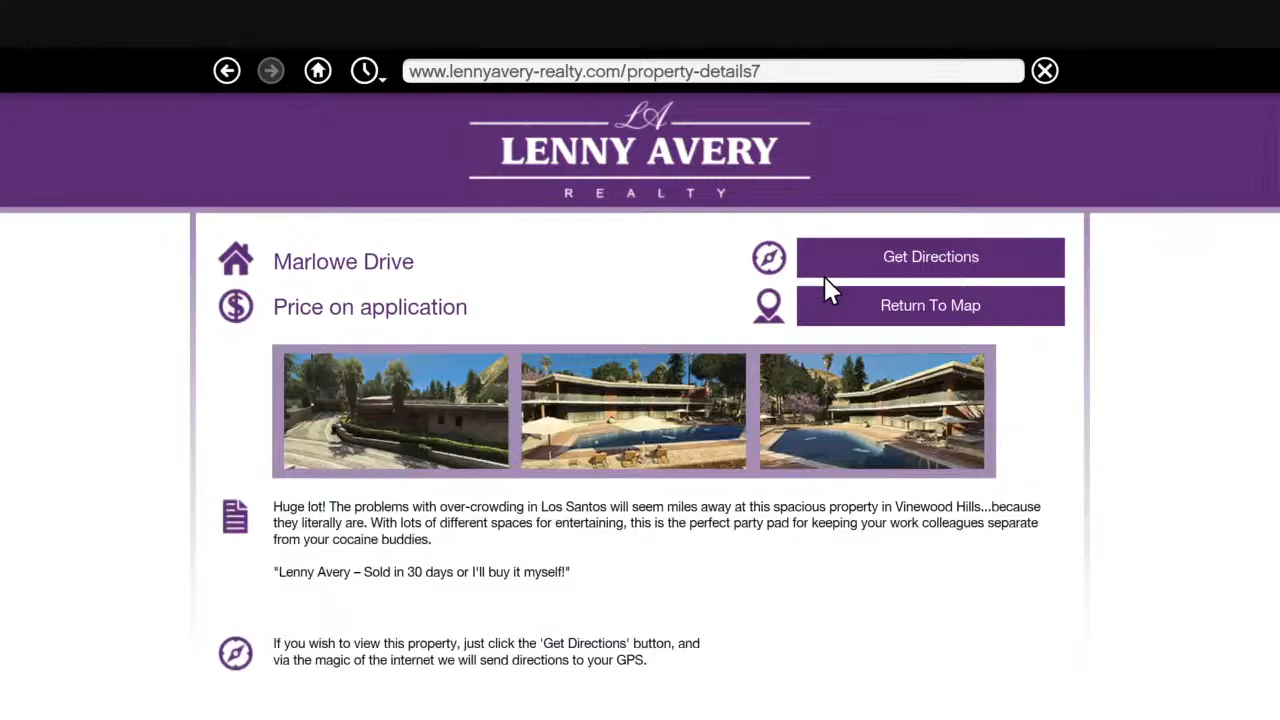 www.lennyavery-realty.com/property-details7
LA
LENNY AVERY
REALTY
Marlowe Drive
Get Directions
Price on application
Return To Map
Huge lot! The problems with over-crowding in Los Santos will seem miles away at this spacious property in Vinewood Hills...because
they literally are. With lots of different spaces for entertaining, this is the perfect party pad for keeping your work colleagues separate
from your cocaine buddies.
"Lenny Avery – Sold in 30 days or I'll buy it myself!"
If you wish to view this property, just click the 'Get Directions' button, and
via the magic of the internet we will send directions to your GPS.